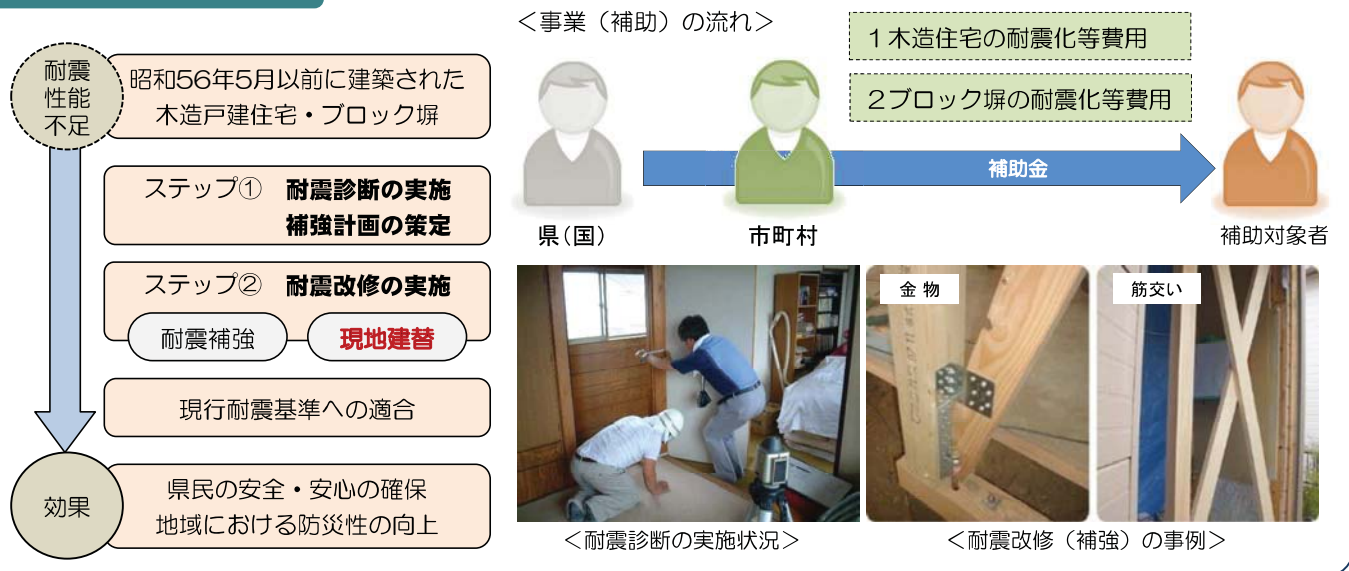 耐震
性能
不足
昭和56年5月以前に建築された
木造戸建住宅・ブロック塀
ステップ① 耐震診断の実施
補強計画の策定
ステップ② 耐震改修の実施
耐震補強
現地建替
現行耐震基準への適合
効果
県民の安全・安心の確保
地域における防災性の向上
＜事業（補助）の流れ＞
１木造住宅の耐震化等費用
２ブロック塀の耐震化等費用
補助金
県（国）
市町村
補助対象者
金物
筋交い
＜耐震診断の実施状況＞
＜耐震改修（補強）の事例＞